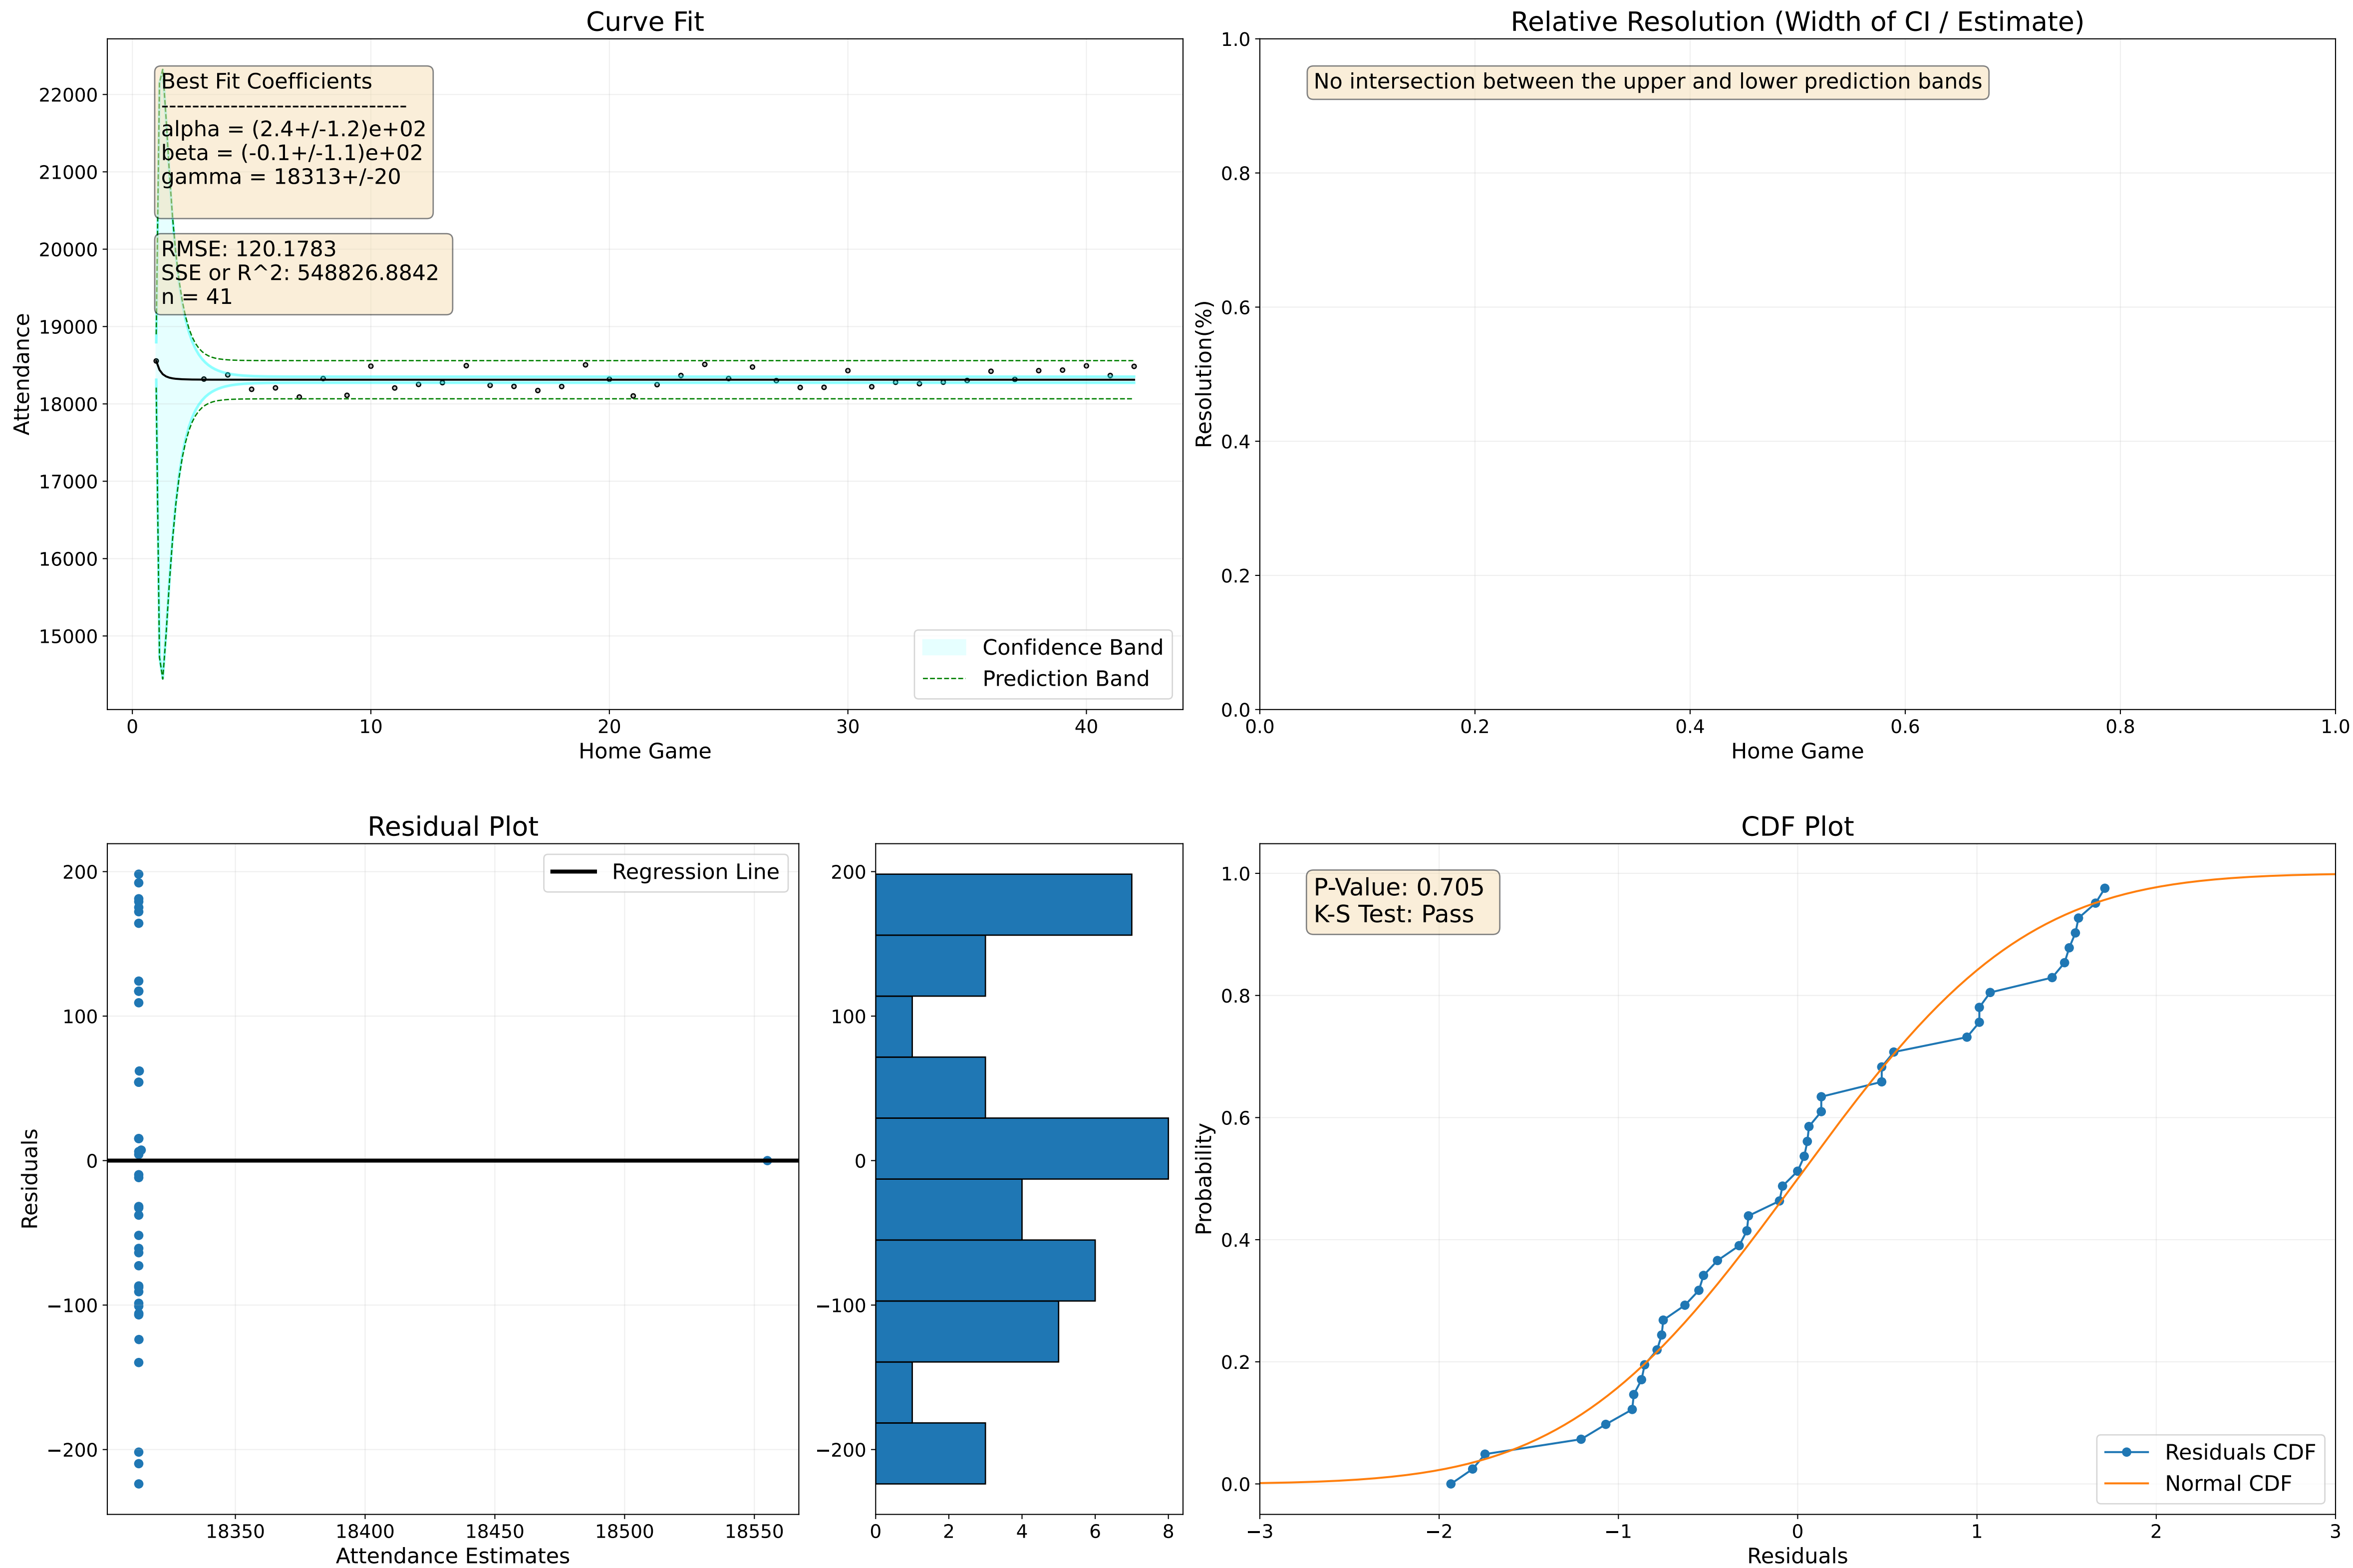 Curve Fit
Best Fit Coefficients
------------------------------
alpha = (2.4+/-1.2)e+02
beta = (-0.1+/-1.1)e+02
gamma = 18313+/-20
RMSE: 120.1783
SSE or R^2: 548826.8842
n = 41
22000
21000
20000
19000
18000
17000
16000
15000
Attendance
Confidence Band
Prediction Band
0 10 20 30 40
Home Game
Relative Resolution (Width of CI / Estimate)
No intersection between the upper and lower prediction bands
1.0
0.8
0.6
0.4
0.2
0.0
Resolution(%)
0.0 0.2 0.4 0.6 0.8 1.0
Home Game
Residual Plot
Regression Line
200
100
0
−100
−200
Residuals
18350 18400 18450 18500 18550
Attendance Estimates
200
100
0
−100
−200
0 2 4 6 8
CDF Plot
P-Value: 0.705
K-S Test: Pass
1.0
0.8
0.6
0.4
0.2
0.0
Probability
Residuals CDF
Normal CDF
−3 −2 −1 0 1 2 3
Residuals